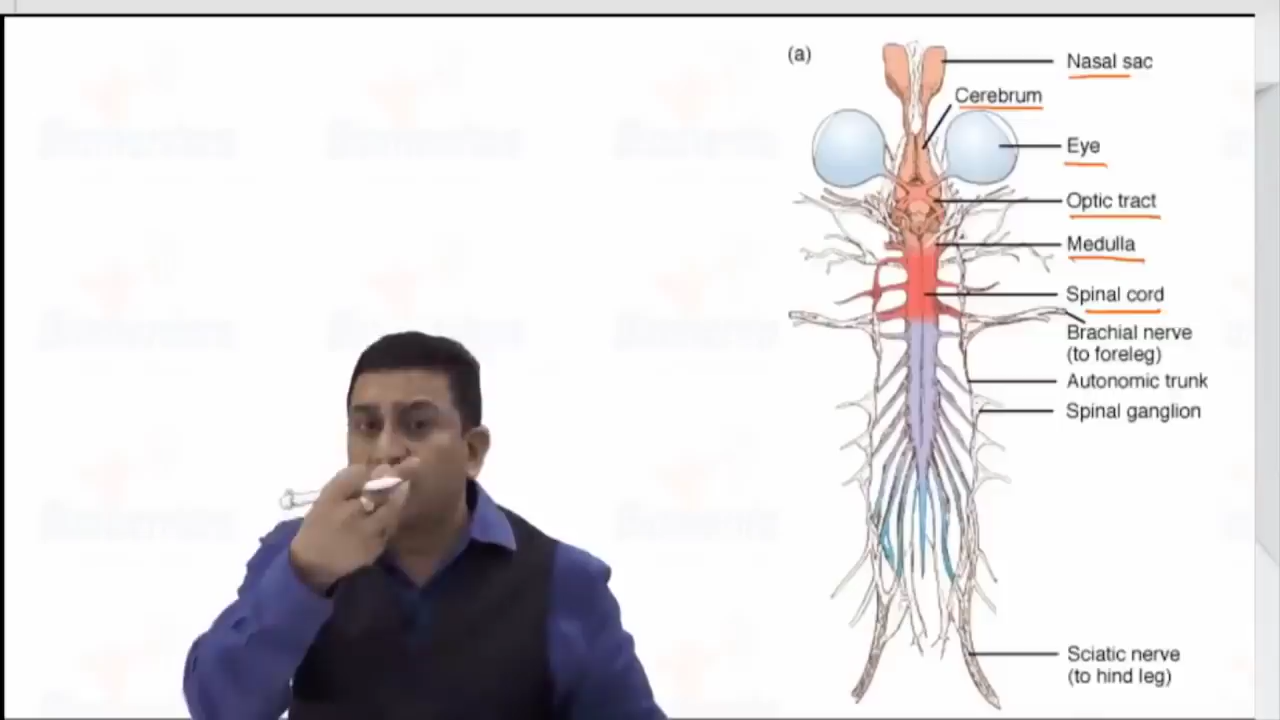 (a)
Nasal sac
Cerebrum
Eye
Optic tract
Medulla
Spinal cord
Brachial nerve
(to foreleg)
Autonomic trunk
Spinal ganglion
Sciatic nerve
(to hind leg)